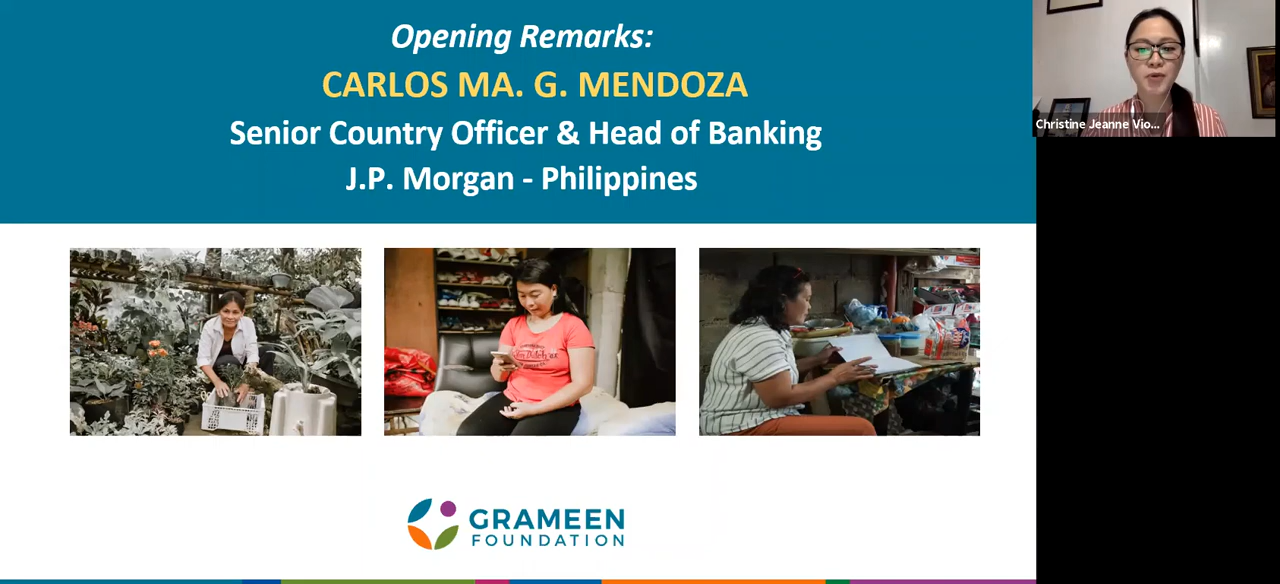 Opening Remarks:
CARLOS MA. G. MENDOZA
Senior Country Officer & Head of Banking
J.P. Morgan - Philippines
Christine Jeanne Vio...
GRAMEEN
FOUNDATION